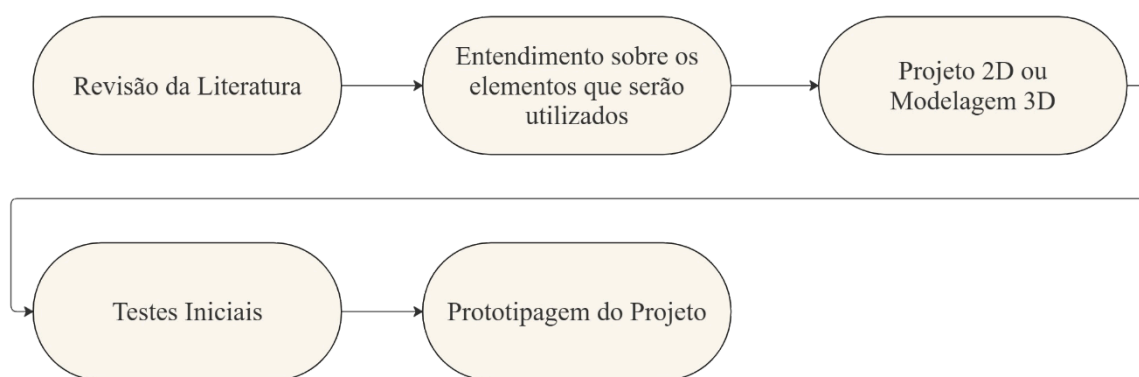 Revisão da Literatura
Entendimento sobre os
elementos que serão
utilizados
Projeto 2D ou
Modelagem 3D
Testes Iniciais
Prototipagem do Projeto